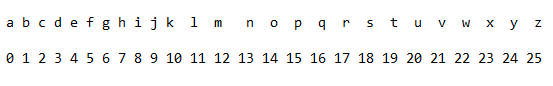 a b c d e f g h i j k l m n o p q r s t u v w x y z
0 1 2 3 4 5 6 7 8 9 10 11 12 13 14 15 16 17 18 19 20 21 22 23 24 25